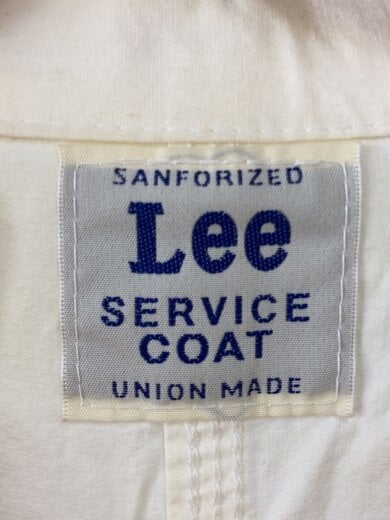 SANFORIZED
Lee
SERVICE
COAT
UNION MADE